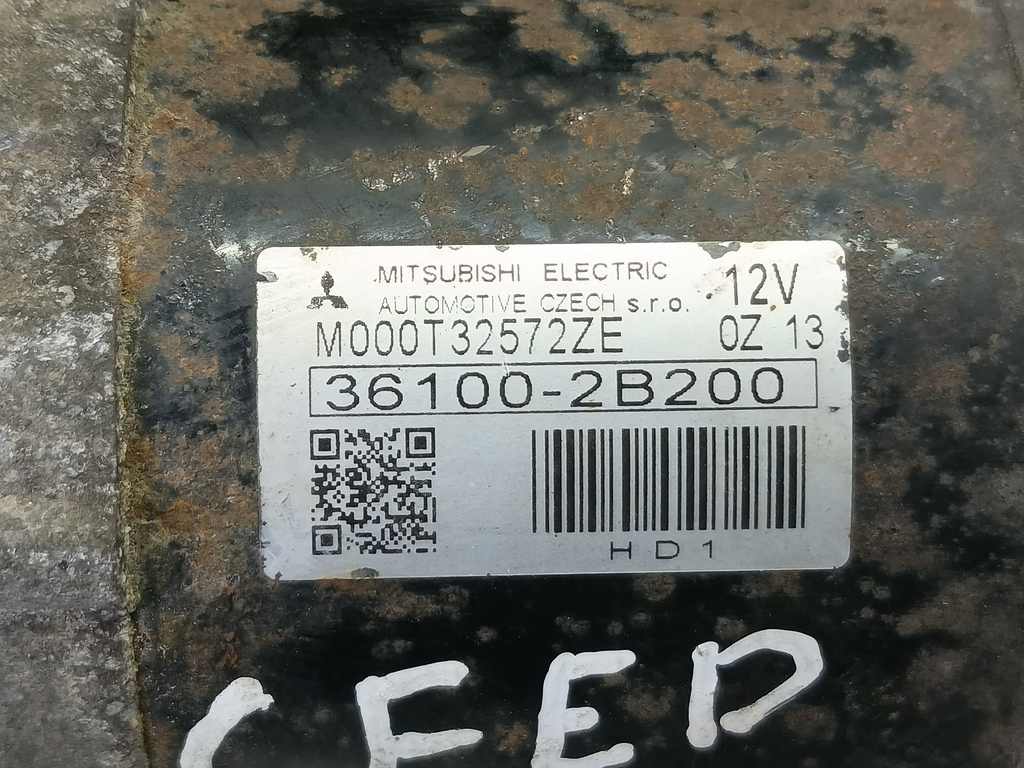 MITSUBISHI ELECTRIC 12V
AUTOMOTIVE CZECH s.r.o.
M000T32572ZE 0Z 13
36100-2B200
HD1
CEED